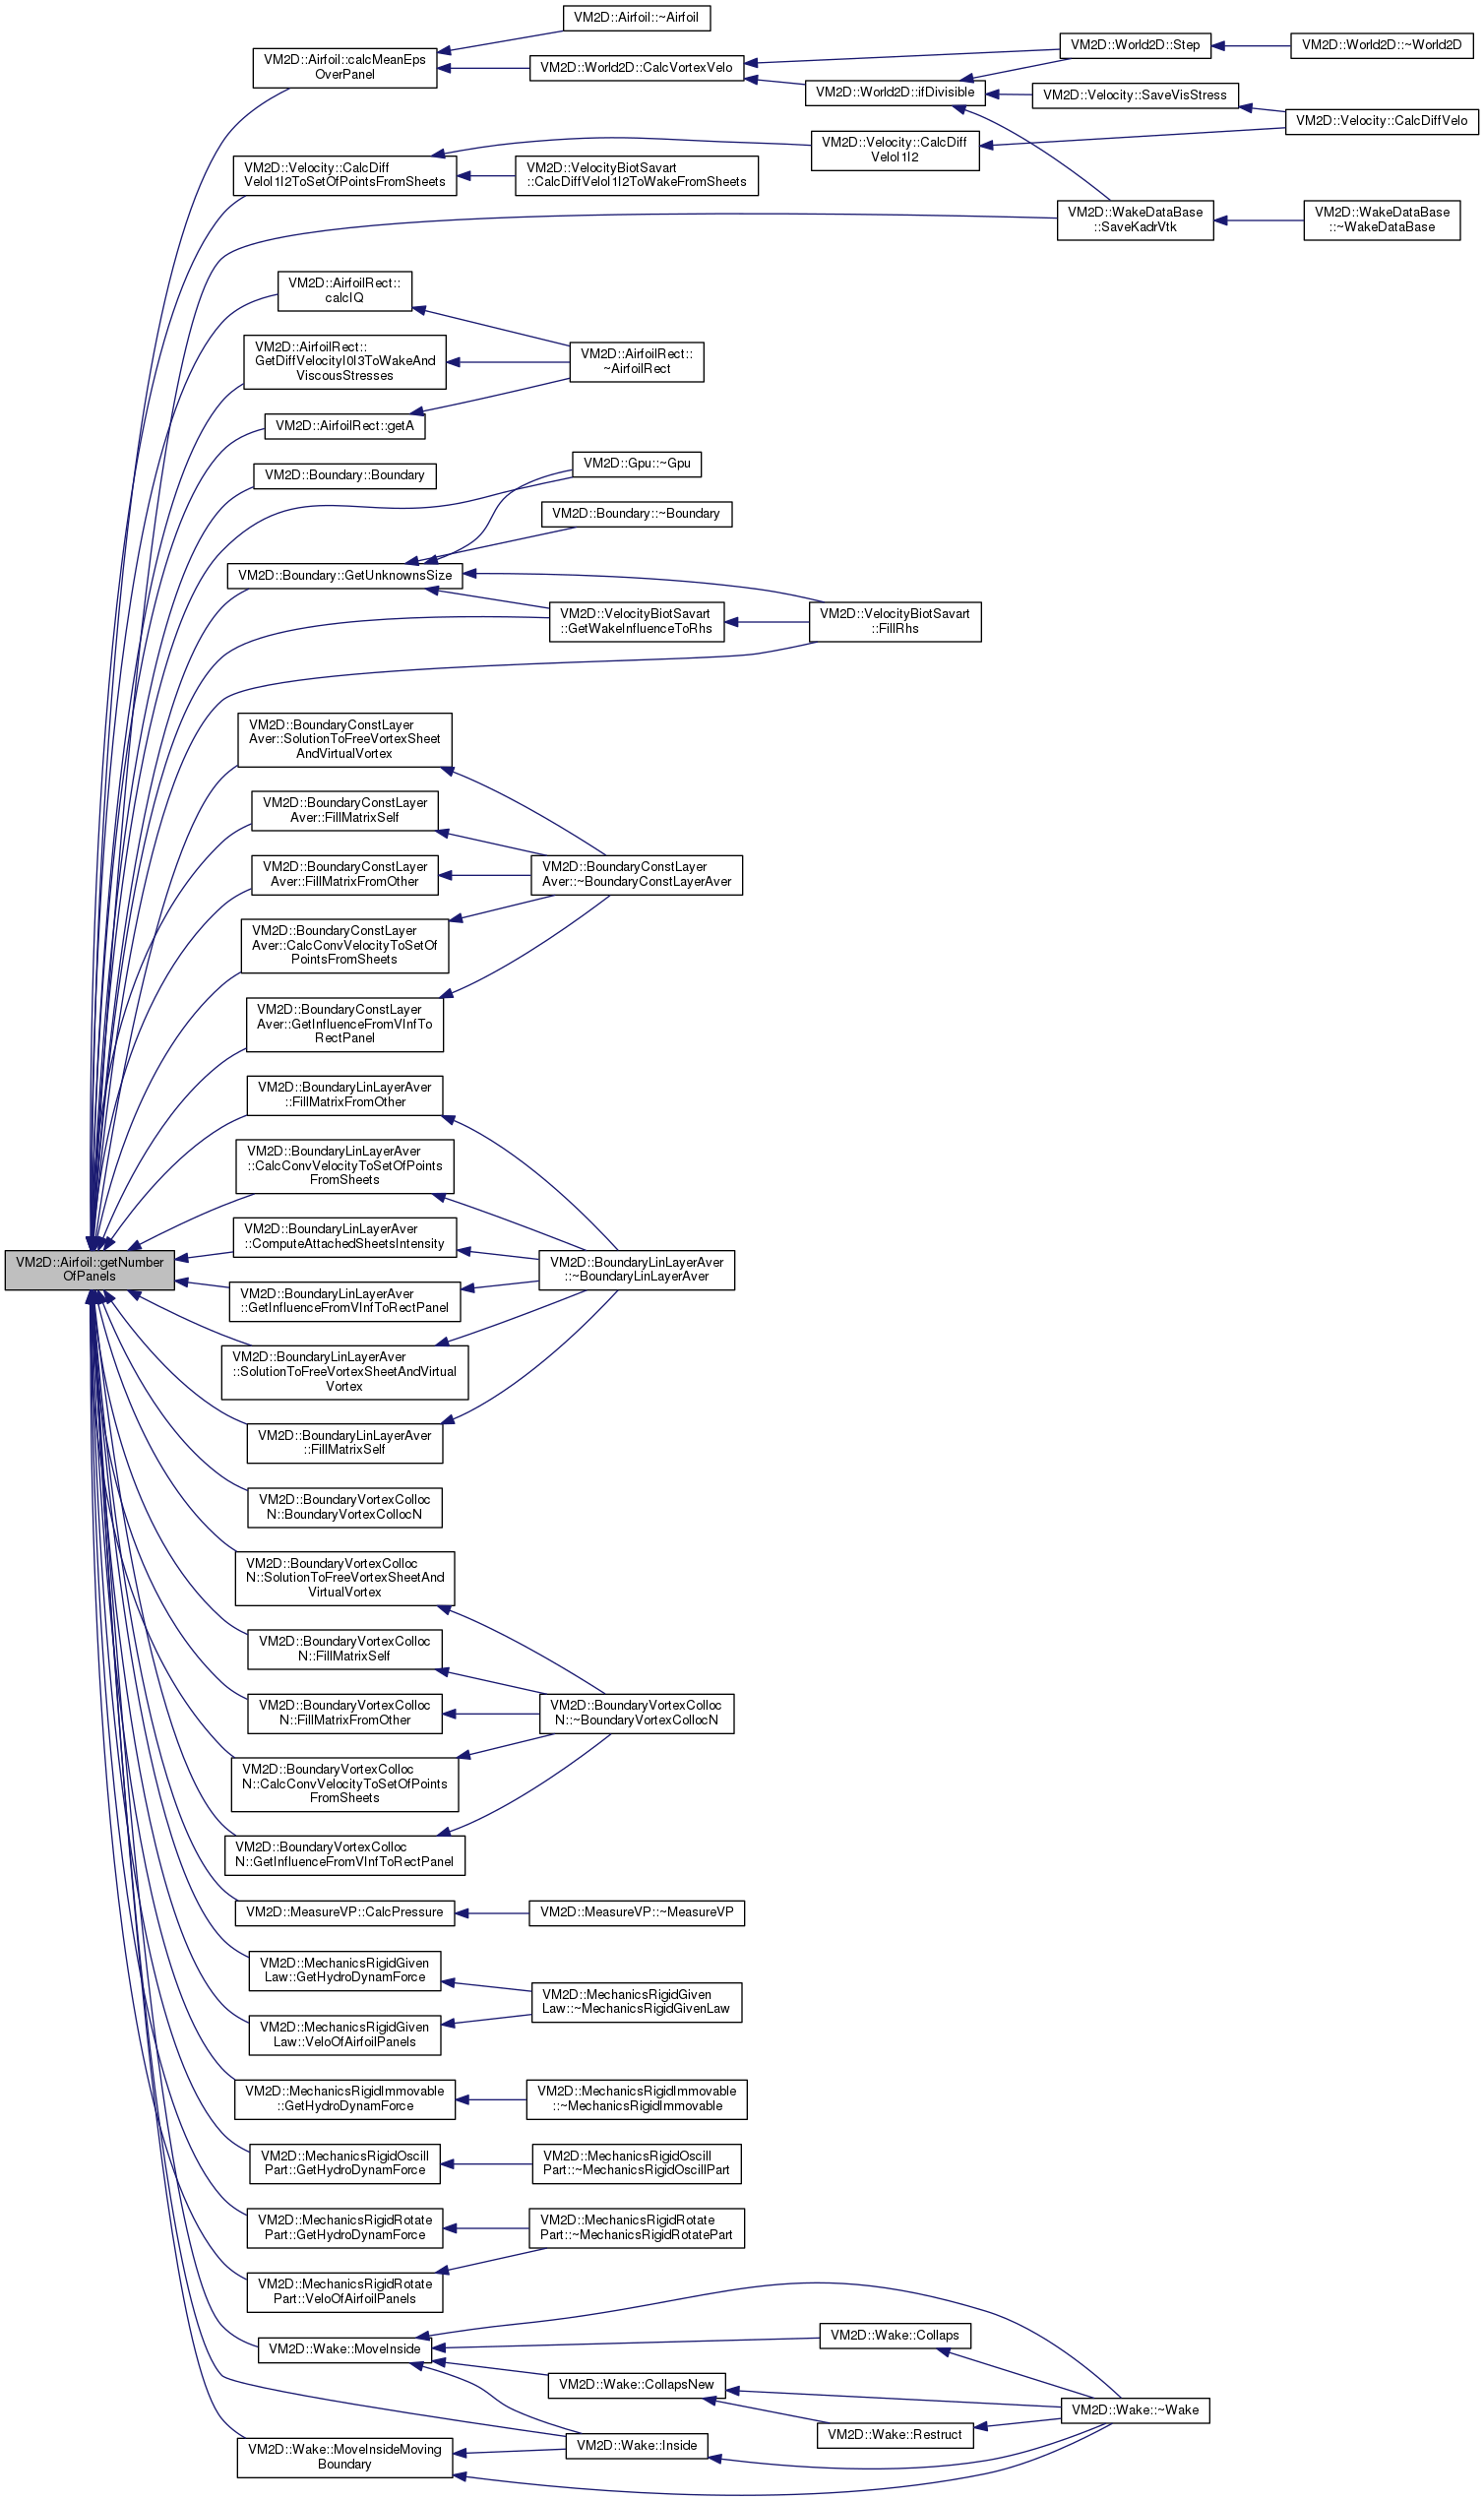 VM2D::Airfoil::~Airfoil
VM2D::Airfoil::calcMeanEps
OverPanel
VM2D::World2D::CalcVortexVelo
VM2D::World2D::Step
VM2D::World2D::~World2D
VM2D::World2D::ifDivisible
VM2D::Velocity::SaveVisStress
VM2D::Velocity::CalcDiffVelo
VM2D::Velocity::CalcDiff
VeloI1I2
VM2D::Velocity::CalcDiff
VeloI1I2ToSetOfPointsFromSheets
VM2D::VelocityBiotSavart
::CalcDiffVeloI1I2ToWakeFromSheets
VM2D::WakeDataBase
::SaveKadrVtk
VM2D::WakeDataBase
::~WakeDataBase
VM2D::AirfoilRect::
calcIQ
VM2D::AirfoilRect::
GetDiffVelocityI0I3ToWakeAnd
ViscousStresses
VM2D::AirfoilRect::
~AirfoilRect
VM2D::AirfoilRect::getA
VM2D::Boundary::Boundary
VM2D::Gpu::~Gpu
VM2D::Boundary::~Boundary
VM2D::Boundary::GetUnknownsSize
VM2D::VelocityBiotSavart
::GetWakeInfluenceToRhs
VM2D::VelocityBiotSavart
::FillRhs
VM2D::BoundaryConstLayer
Aver::SolutionToFreeVortexSheet
AndVirtualVortex
VM2D::BoundaryConstLayer
Aver::FillMatrixSelf
VM2D::BoundaryConstLayer
Aver::FillMatrixFromOther
VM2D::BoundaryConstLayer
Aver::~BoundaryConstLayerAver
VM2D::BoundaryConstLayer
Aver::CalcConvVelocityToSetOf
PointsFromSheets
VM2D::BoundaryConstLayer
Aver::GetInfluenceFromVInfTo
RectPanel
VM2D::BoundaryLinLayerAver
::FillMatrixFromOther
VM2D::BoundaryLinLayerAver
::CalcConvVelocityToSetOfPoints
FromSheets
VM2D::BoundaryLinLayerAver
::ComputeAttachedSheetsIntensity
VM2D::Airfoil::getNumber
OfPanels
VM2D::BoundaryLinLayerAver
::~BoundaryLinLayerAver
VM2D::BoundaryLinLayerAver
::GetInfluenceFromVInfToRectPanel
VM2D::BoundaryLinLayerAver
::SolutionToFreeVortexSheetAndVirtual
Vortex
VM2D::BoundaryLinLayerAver
::FillMatrixSelf
VM2D::BoundaryVortexColloc
N::BoundaryVortexCollocN
VM2D::BoundaryVortexColloc
N::SolutionToFreeVortexSheetAnd
VirtualVortex
VM2D::BoundaryVortexColloc
N::FillMatrixSelf
VM2D::BoundaryVortexColloc
N::FillMatrixFromOther
VM2D::BoundaryVortexColloc
N::~BoundaryVortexCollocN
VM2D::BoundaryVortexColloc
N::CalcConvVelocityToSetOfPoints
FromSheets
VM2D::BoundaryVortexColloc
N::GetInfluenceFromVInfToRectPanel
VM2D::MeasureVP::CalcPressure
VM2D::MeasureVP::~MeasureVP
VM2D::MechanicsRigidGiven
Law::GetHydroDynamForce
VM2D::MechanicsRigidGiven
Law::~MechanicsRigidGivenLaw
VM2D::MechanicsRigidGiven
Law::VeloOfAirfoilPanels
VM2D::MechanicsRigidImmovable
::GetHydroDynamForce
VM2D::MechanicsRigidImmovable
::~MechanicsRigidImmovable
VM2D::MechanicsRigidOscill
Part::GetHydroDynamForce
VM2D::MechanicsRigidOscill
Part::~MechanicsRigidOscillPart
VM2D::MechanicsRigidRotate
Part::GetHydroDynamForce
VM2D::MechanicsRigidRotate
Part::~MechanicsRigidRotatePart
VM2D::MechanicsRigidRotate
Part::VeloOfAirfoilPanels
VM2D::Wake::MoveInside
VM2D::Wake::Collaps
VM2D::Wake::CollapsNew
VM2D::Wake::~Wake
VM2D::Wake::Restruct
VM2D::Wake::Inside
VM2D::Wake::MoveInsideMoving
Boundary